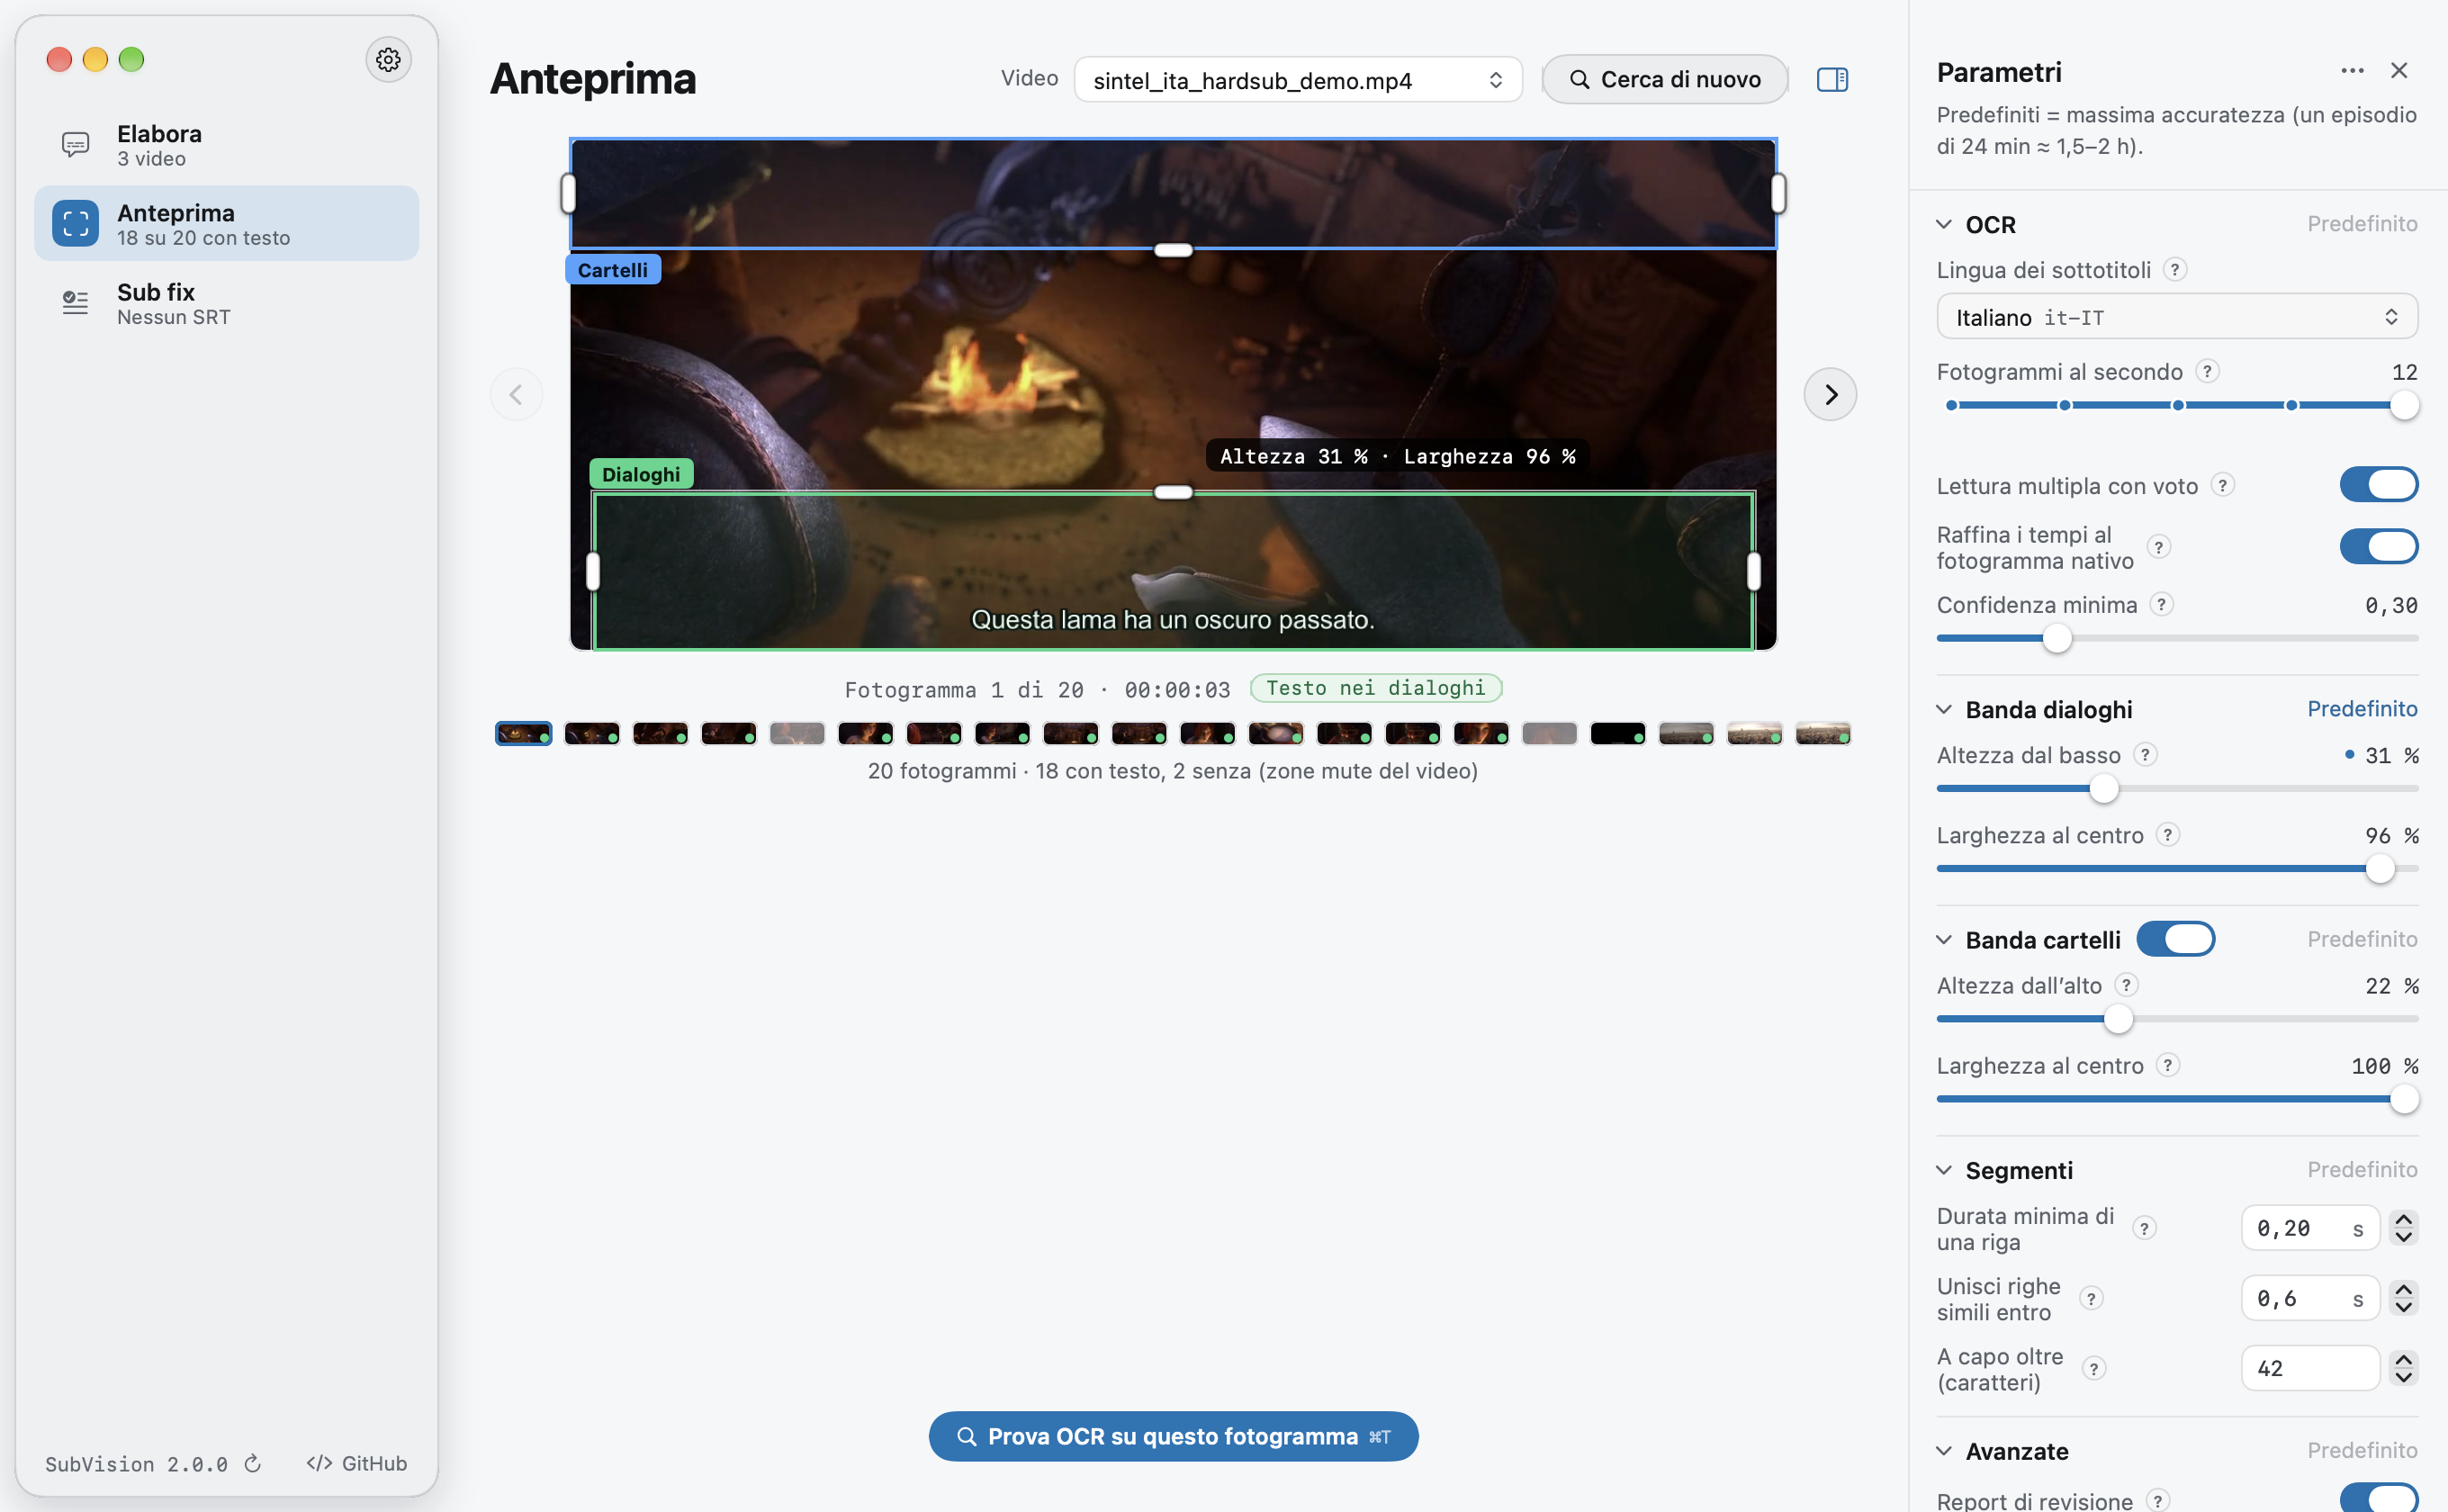 Elabora
3 video
Anteprima
18 su 20 con testo
Sub fix
Nessun SRT
SubVision 2.0.0
GitHub
Anteprima
Video
sintel_ita_hardsub_demo.mp4
Cerca di nuovo
Cartelli
Altezza 31 % · Larghezza 96 %
Dialoghi
Questa lama ha un oscuro passato.
Fotogramma 1 di 20 · 00:00:03
Testo nei dialoghi
20 fotogrammi · 18 con testo, 2 senza (zone mute del video)
Prova OCR su questo fotogramma ⌘T
Parametri
Predefiniti = massima accuratezza (un episodio
di 24 min ≈ 1,5–2 h).
OCR
Predefinito
Lingua dei sottotitoli ?
Italiano it-IT
Fotogrammi al secondo ? 12
Lettura multipla con voto ?
Raffina i tempi al
fotogramma nativo ?
Confidenza minima ? 0,30
Banda dialoghi
Predefinito
Altezza dal basso ? • 31 %
Larghezza al centro ? 96 %
Banda cartelli
Predefinito
Altezza dall’alto ? 22 %
Larghezza al centro ? 100 %
Segmenti
Predefinito
Durata minima di
una riga ? 0,20 s
Unisci righe
simili entro ? 0,6 s
A capo oltre
(caratteri) ? 42
Avanzate
Predefinito
Report di revisione ?